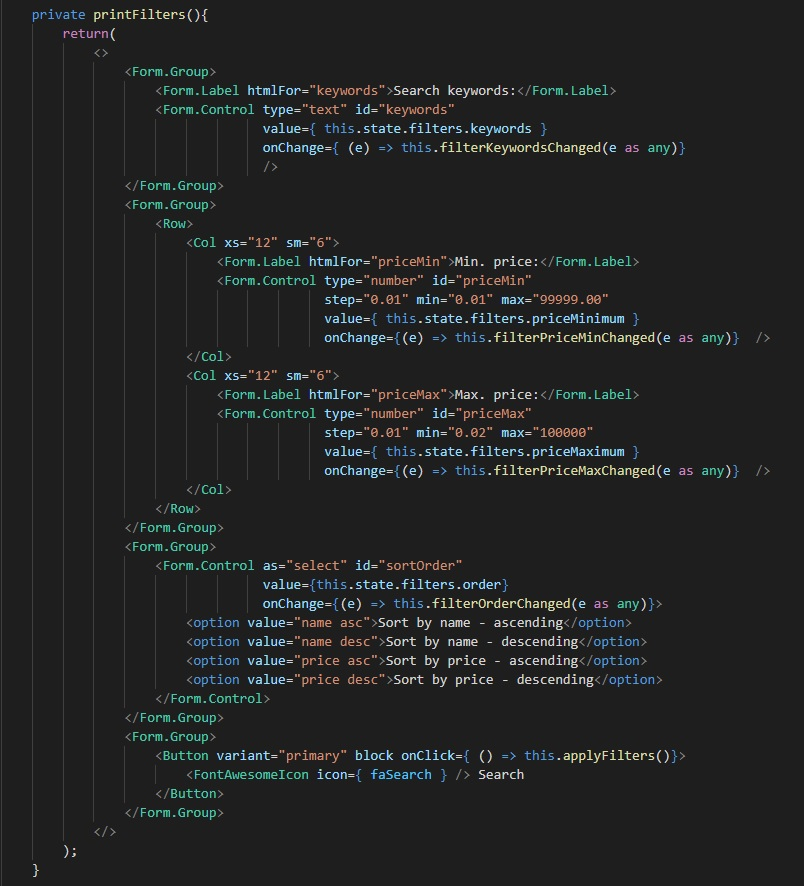 private printFilters(){
    return(
        <>
            <Form.Group>
                <Form.Label htmlFor="keywords">Search keywords:</Form.Label>
                <Form.Control type="text" id="keywords"
                              value={ this.state.filters.keywords }
                              onChange={ (e) => this.filterKeywordsChanged(e as any)}
                              />
            </Form.Group>
            <Form.Group>
                <Row>
                    <Col xs="12" sm="6">
                        <Form.Label htmlFor="priceMin">Min. price:</Form.Label>
                        <Form.Control type="number" id="priceMin"
                                      step="0.01" min="0.01" max="99999.00"
                                      value={ this.state.filters.priceMinimum }
                                      onChange={(e) => this.filterPriceMinChanged(e as any)}  />
                    </Col>
                    <Col xs="12" sm="6">
                        <Form.Label htmlFor="priceMax">Max. price:</Form.Label>
                        <Form.Control type="number" id="priceMax"
                                      step="0.01" min="0.02" max="100000"
                                      value={ this.state.filters.priceMaximum }
                                      onChange={(e) => this.filterPriceMaxChanged(e as any)}  />
                    </Col>
                </Row>
            </Form.Group>
            <Form.Group>
                <Form.Control as="select" id="sortOrder"
                              value={this.state.filters.order}
                              onChange={(e) => this.filterOrderChanged(e as any)}>
                    <option value="name asc">Sort by name - ascending</option>
                    <option value="name desc">Sort by name - descending</option>
                    <option value="price asc">Sort by price - ascending</option>
                    <option value="price desc">Sort by price - descending</option>
                </Form.Control>
            </Form.Group>
            <Form.Group>
                <Button variant="primary" block onClick={ () => this.applyFilters()}>
                    <FontAwesomeIcon icon={ faSearch } /> Search
                </Button>
            </Form.Group>
        </>
    );
}